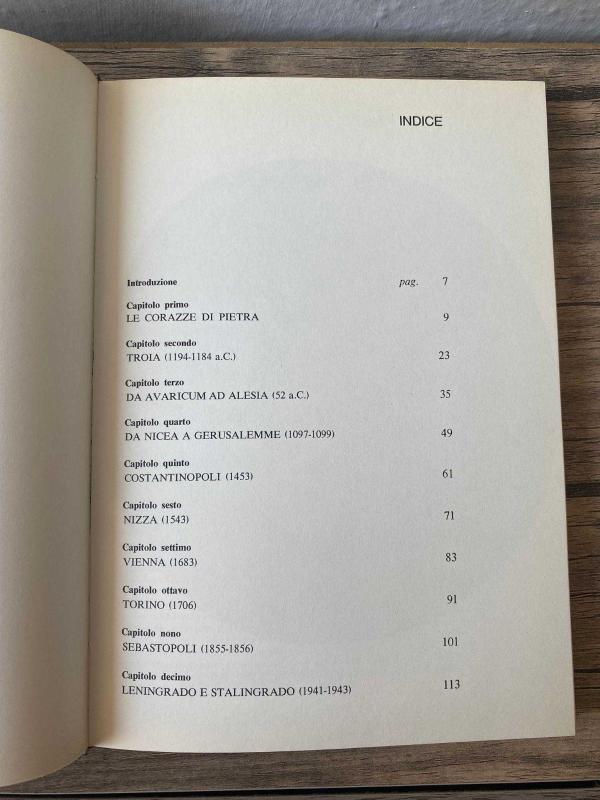 INDICE
Introduzione pag. 7
Capitolo primo
LE CORAZZE DI PIETRA 9
Capitolo secondo
TROIA (1194-1184 a.C.) 23
Capitolo terzo
DA AVARICUM AD ALESIA (52 a.C.) 35
Capitolo quarto
DA NICEA A GERUSALEMME (1097-1099) 49
Capitolo quinto
COSTANTINOPOLI (1453) 61
Capitolo sesto
NIZZA (1543) 71
Capitolo settimo
VIENNA (1683) 83
Capitolo ottavo
TORINO (1706) 91
Capitolo nono
SEBASTOPOLI (1855-1856) 101
Capitolo decimo
LENINGRADO E STALINGRADO (1941-1943) 113